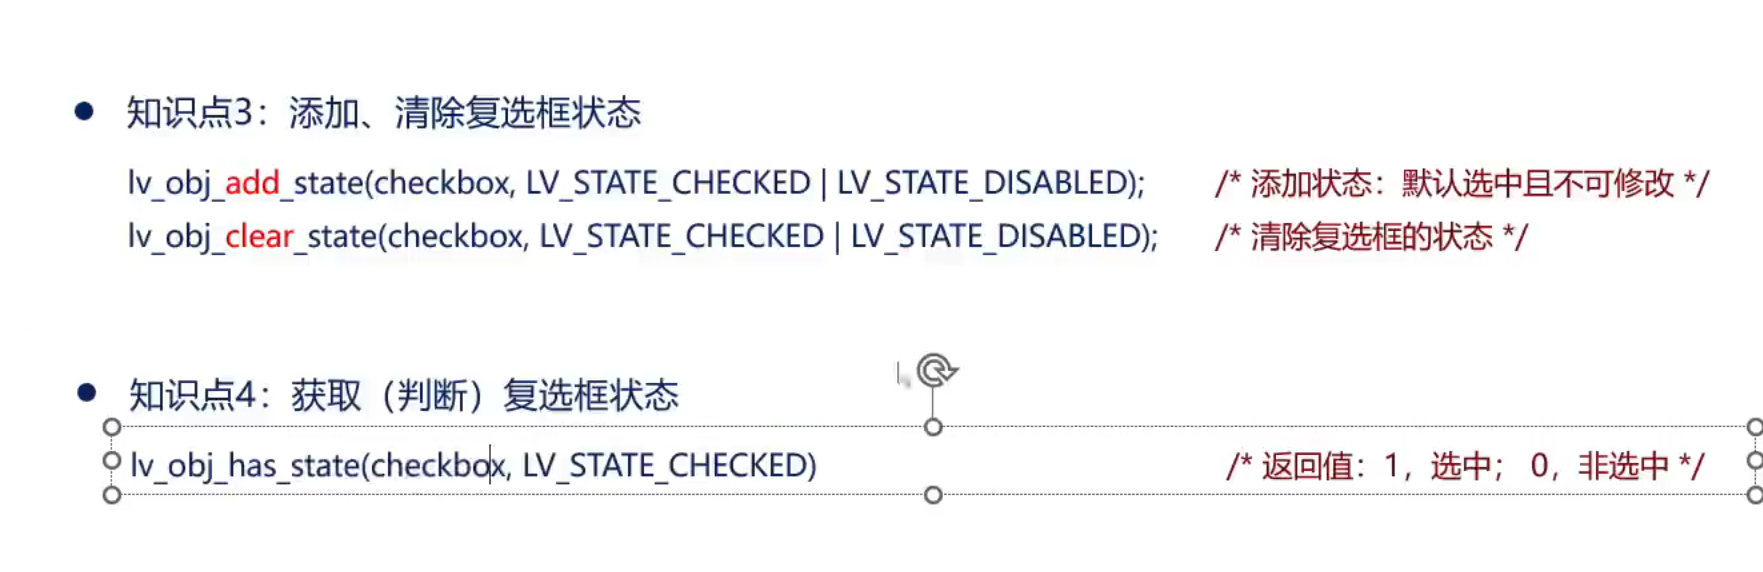 ● 知识点3：添加、清除复选框状态
lv_obj_add_state(checkbox, LV_STATE_CHECKED | LV_STATE_DISABLED); /* 添加状态：默认选中且不可修改 */
lv_obj_clear_state(checkbox, LV_STATE_CHECKED | LV_STATE_DISABLED); /* 清除复选框的状态 */
● 知识点4：获取（判断）复选框状态
lv_obj_has_state(checkbox, LV_STATE_CHECKED) /* 返回值：1，选中； 0，非选中 */